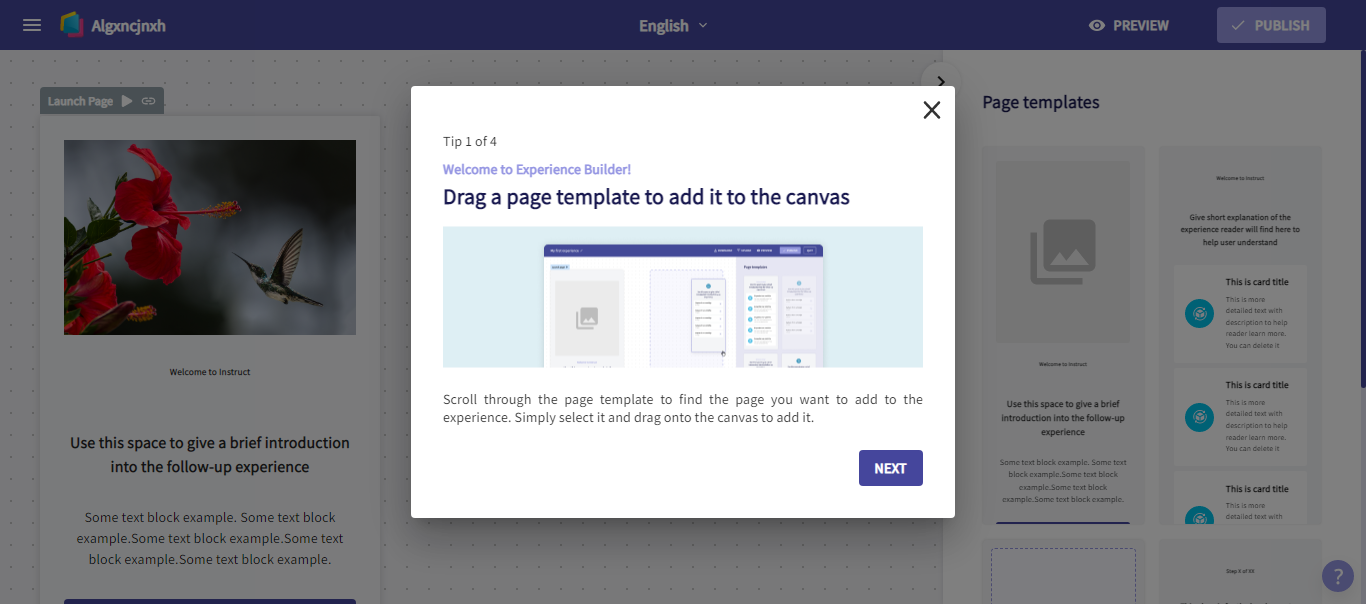 Algxncjnxh
English
PREVIEW
PUBLISH
Launch Page
Welcome to Instruct
Use this space to give a brief introduction
into the follow-up experience
Some text block example. Some text block
example.Some text block example.Some text
block example.Some text block example.
Tip 1 of 4
Welcome to Experience Builder!
Drag a page template to add it to the canvas
Page templates
Scroll through the page template to find the page you want to add to the
experience. Simply select it and drag onto the canvas to add it.
NEXT
Page templates
Welcome to Instruct
Use this space to give a brief
introduction into the follow-up
experience
Some text block example. Some text
block example.Some text block
example.Some text block
example.Some text block example.
Welcome to Instruct
Give short explanation of the
experience reader will find here to
help user understand
This is card title
This is more
detailed text with
description to help
reader learn more.
You can delete it
This is card title
This is more
detailed text with
description to help
reader learn more.
You can delete it
This is card title
This is more
detailed text with
Step X of XX
?